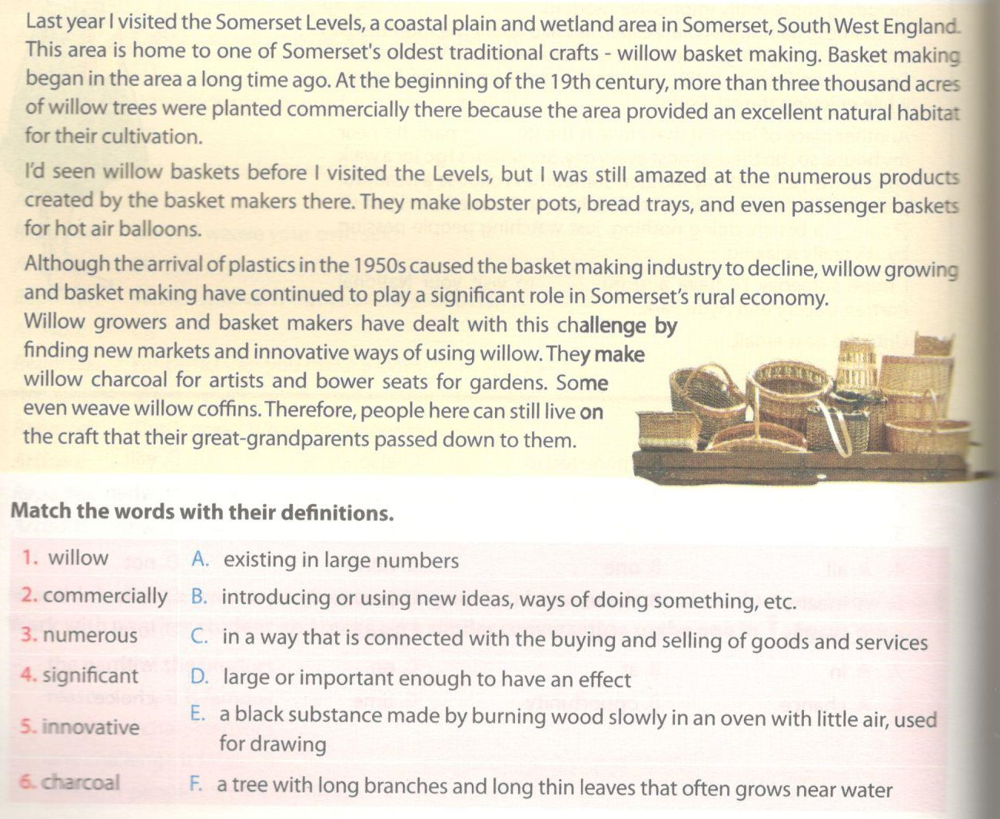 Last year I visited the Somerset Levels, a coastal plain and wetland area in Somerset, South West England.
This area is home to one of Somerset's oldest traditional crafts - willow basket making. Basket making
began in the area a long time ago. At the beginning of the 19th century, more than three thousand acres
of willow trees were planted commercially there because the area provided an excellent natural habitat
for their cultivation.
I'd seen willow baskets before I visited the Levels, but I was still amazed at the numerous products
created by the basket makers there. They make lobster pots, bread trays, and even passenger baskets
for hot air balloons.
Although the arrival of plastics in the 1950s caused the basket making industry to decline, willow growing
and basket making have continued to play a significant role in Somerset's rural economy.
Willow growers and basket makers have dealt with this challenge by
finding new markets and innovative ways of using willow. They make
willow charcoal for artists and bower seats for gardens. Some
even weave willow coffins. Therefore, people here can still live on
the craft that their great-grandparents passed down to them.
Match the words with their definitions.
1. willow A. existing in large numbers
2. commercially B. introducing or using new ideas, ways of doing something, etc.
3. numerous C. in a way that is connected with the buying and selling of goods and services
4. significant D. large or important enough to have an effect
5. innovative E. a black substance made by burning wood slowly in an oven with little air, used
for drawing
6. charcoal F. a tree with long branches and long thin leaves that often grows near water